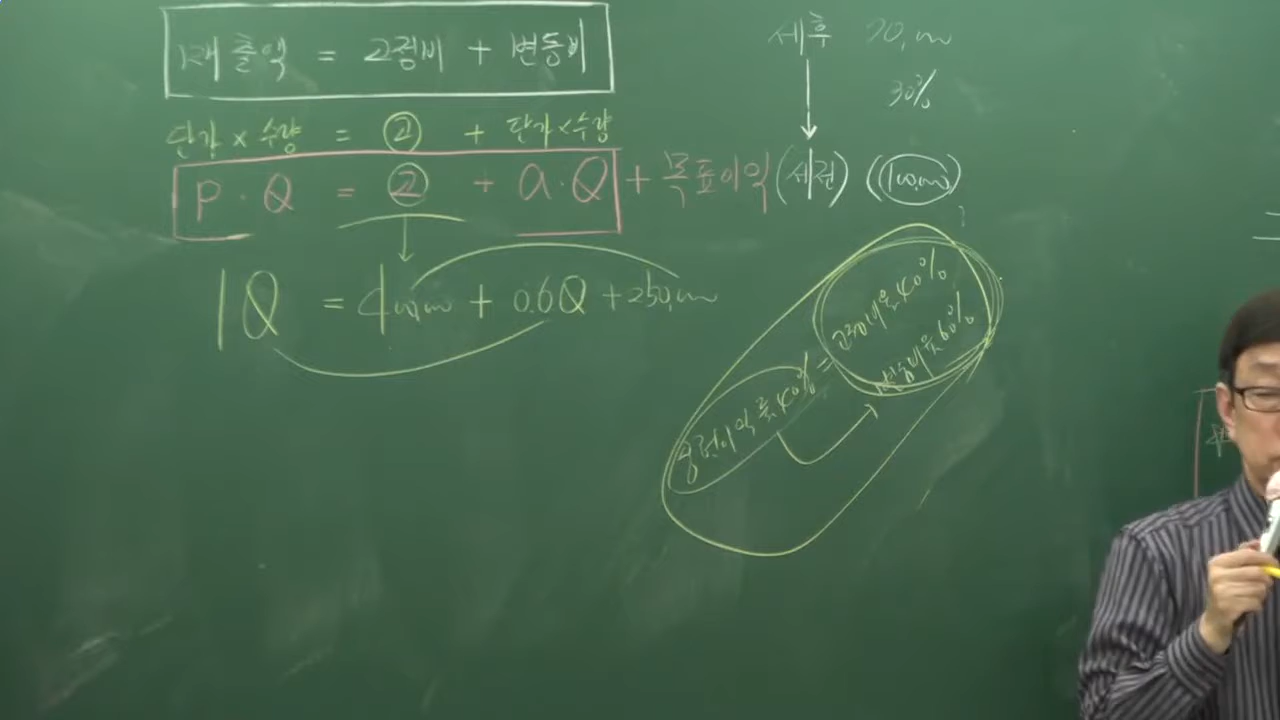 매출액 = 고정비 + 변동비
단가 × 수량 = 고 + 단가 × 수량
P · Q = 고 + a · Q + 목표이익 (세전) (100,000)
세후 70,000
30%
1Q = 400,000 + 0.6Q + 250,000
고정비율 40%
변동비율 60%
공헌이익률 40% =